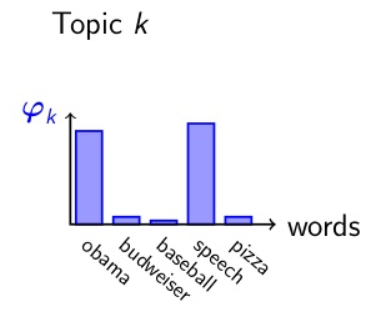 Topic k
φk
words
obama
budweiser
baseball
speech
pizza